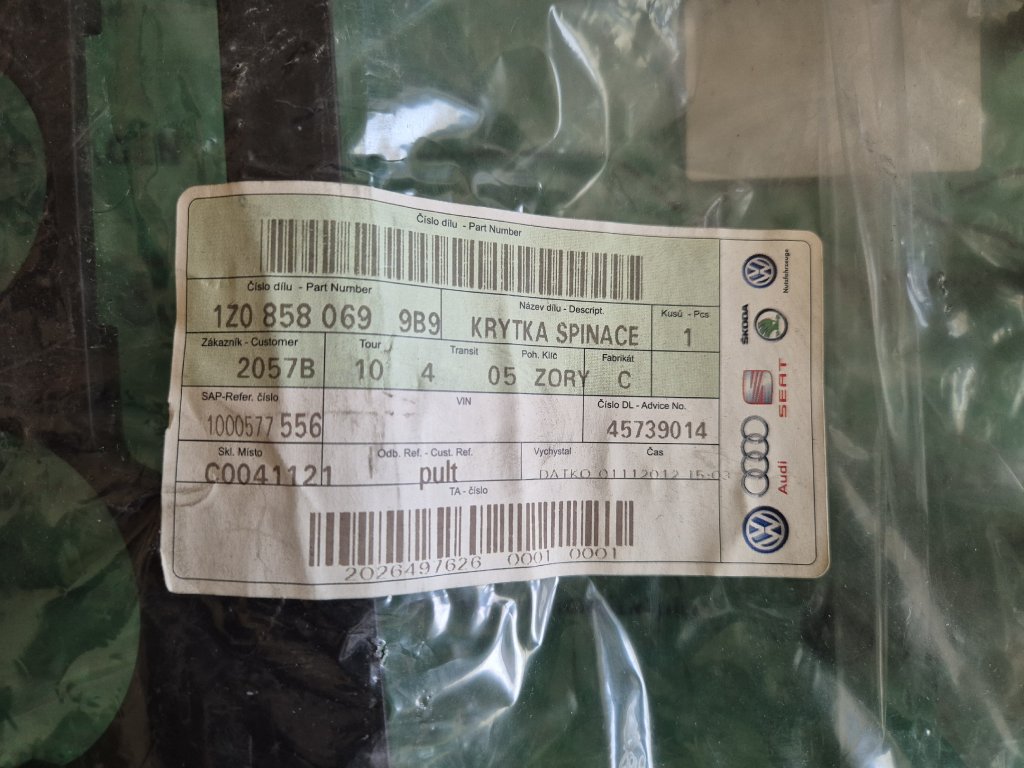 Číslo dílu - Part Number
Číslo dílu - Part Number
1Z0 858 069 9B9
Název dílu - Descript.
KRYTKA SPINACE
Kusů - Pcs
1
Zákazník - Customer
2057B
Tour
10 4
Transit
Poh. Klíč
05 ZORY
Fabrikát
C
SAP-Refer. číslo
1000577 556
VIN
Číslo DL - Advice No.
45739014
Skl. Místo
C0041121
Odb. Ref. - Cust. Ref.
pult
Vychystal
Čas
DATKO 01112012 15:03
TA - číslo
2026497626 0001 0001
Nutzfahrzeuge
ŠKODA
SEAT
Audi